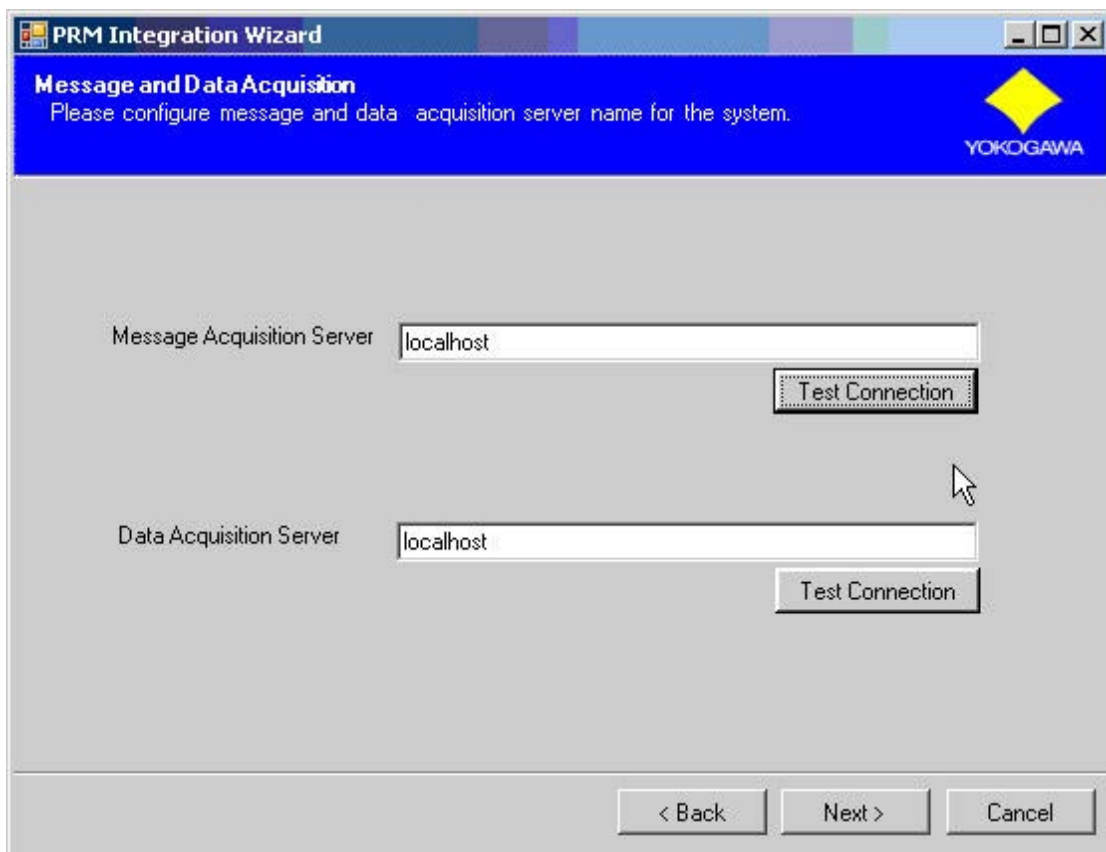 PRM Integration Wizard
Message and Data Acquisition
Please configure message and data acquisition server name for the system.
YOKOGAWA
Message Acquisition Server localhost
Test Connection
Data Acquisition Server localhost
Test Connection
< Back Next > Cancel